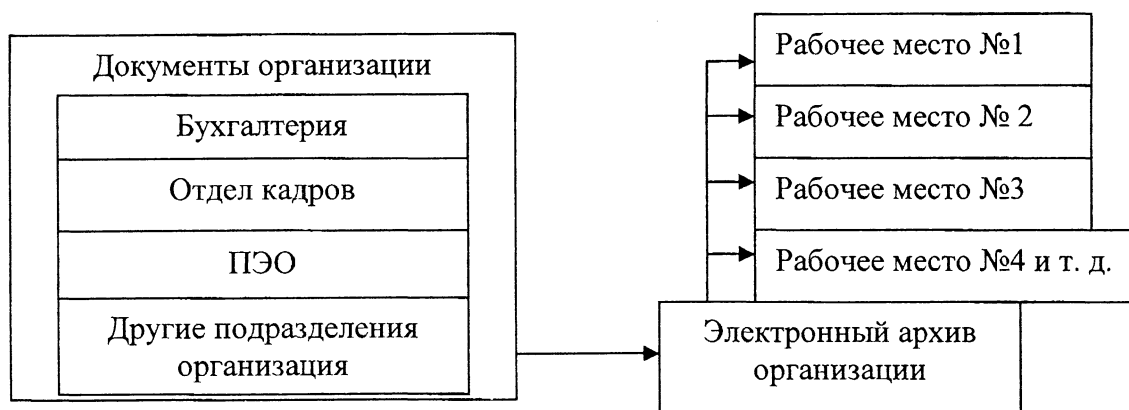 Документы организации
Бухгалтерия
Отдел кадров
ПЭО
Другие подразделения
организация
Рабочее место №1
Рабочее место № 2
Рабочее место №3
Рабочее место №4 и т. д.
Электронный архив
организации